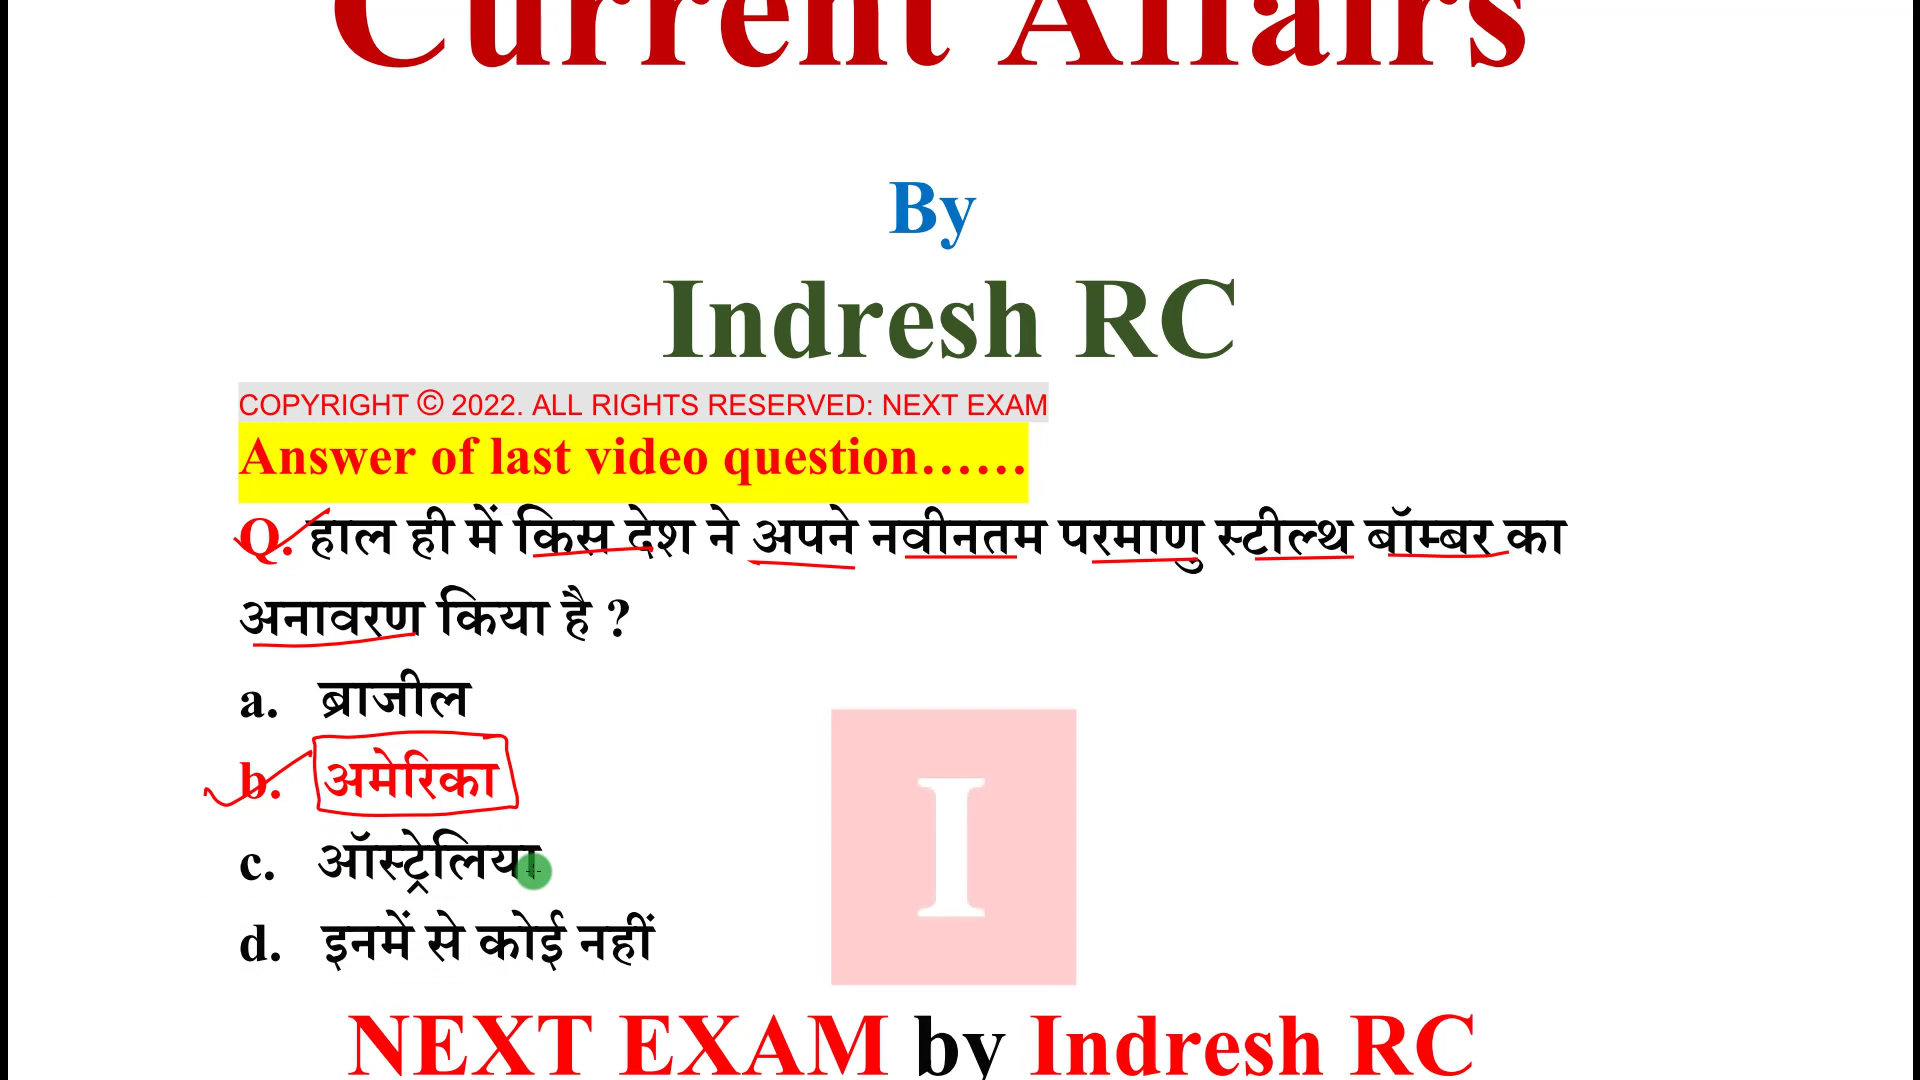 Current Affairs
By
Indresh RC
COPYRIGHT © 2022. ALL RIGHTS RESERVED: NEXT EXAM
Answer of last video question……
Q. हाल ही में किस देश ने अपने नवीनतम परमाणु स्टील्थ बॉम्बर का
अनावरण किया है ?
a. ब्राजील
b. अमेरिका
c. ऑस्ट्रेलिया
d. इनमें से कोई नहीं
I
NEXT EXAM by Indresh RC